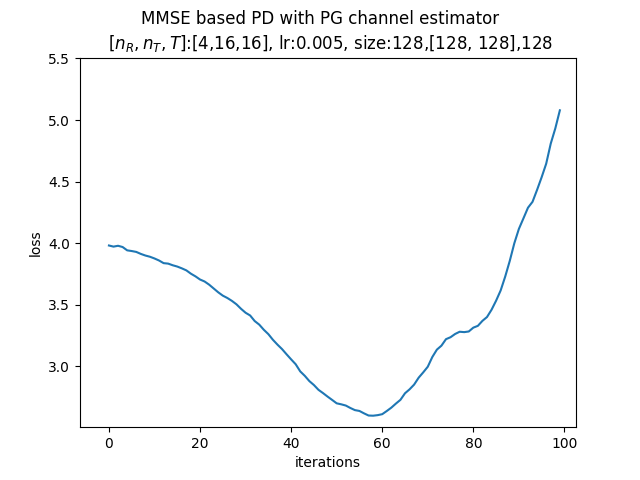 MMSE based PD with PG channel estimator
[n_R, n_T, T]:[4,16,16], lr:0.005, size:128,[128, 128],128
5.5
5.0
4.5
4.0
3.5
3.0
loss
0 20 40 60 80 100
iterations